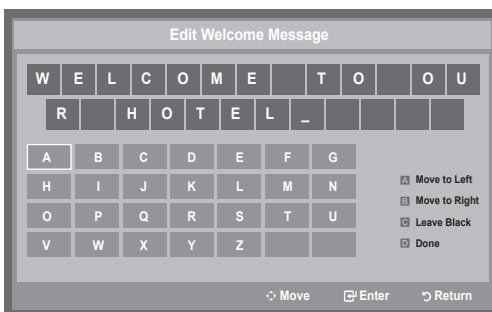 Edit Welcome Message
W E L C O M E T O O U
R H O T E L _
A B C D E F G
H I J K L M N
O P Q R S T U
V W X Y Z
A Move to Left
B Move to Right
C Leave Black
D Done
Move Enter Return